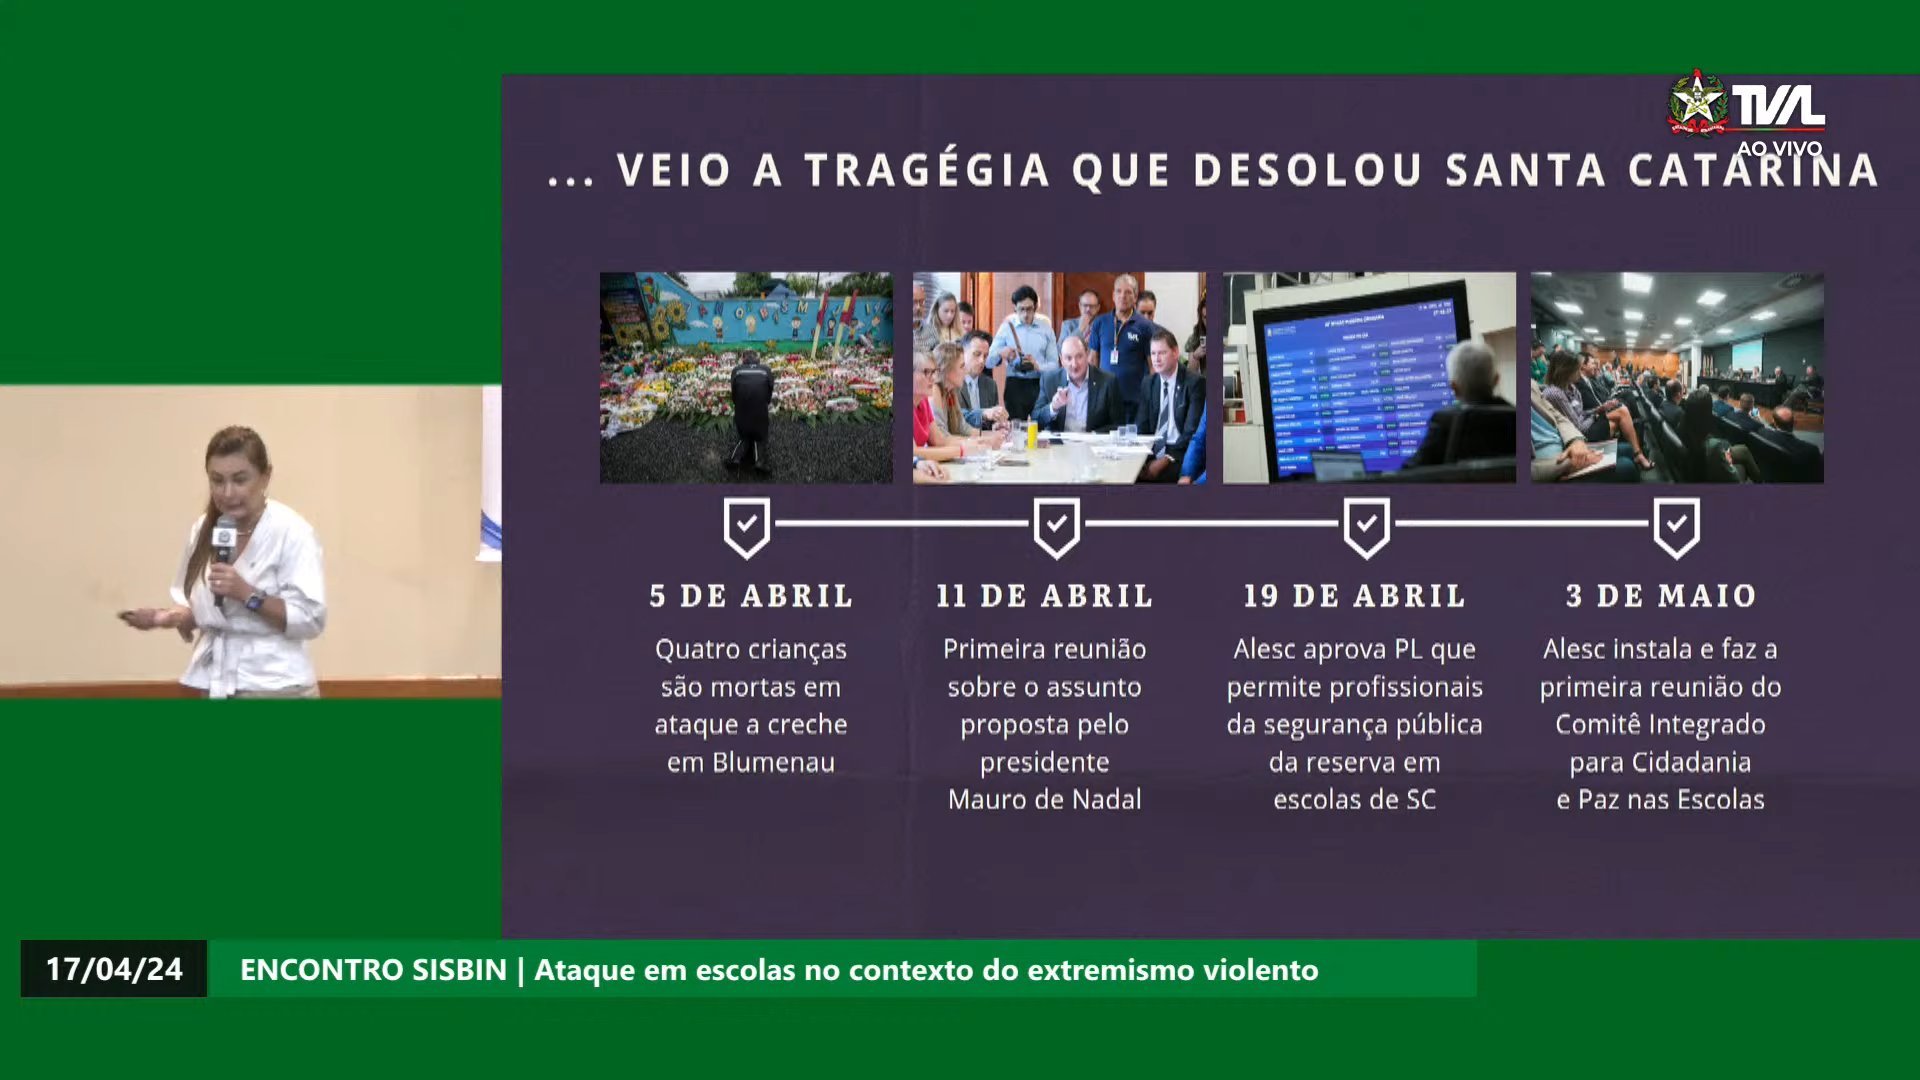 TVAL
AO VIVO
... VEIO A TRAGÉGIA QUE DESOLOU SANTA CATARINA
5 DE ABRIL
Quatro crianças
são mortas em
ataque a creche
em Blumenau
11 DE ABRIL
Primeira reunião
sobre o assunto
proposta pelo
presidente
Mauro de Nadal
19 DE ABRIL
Alesc aprova PL que
permite profissionais
da segurança pública
da reserva em
escolas de SC
3 DE MAIO
Alesc instala e faz a
primeira reunião do
Comitê Integrado
para Cidadania
e Paz nas Escolas
17/04/24
ENCONTRO SISBIN | Ataque em escolas no contexto do extremismo violento